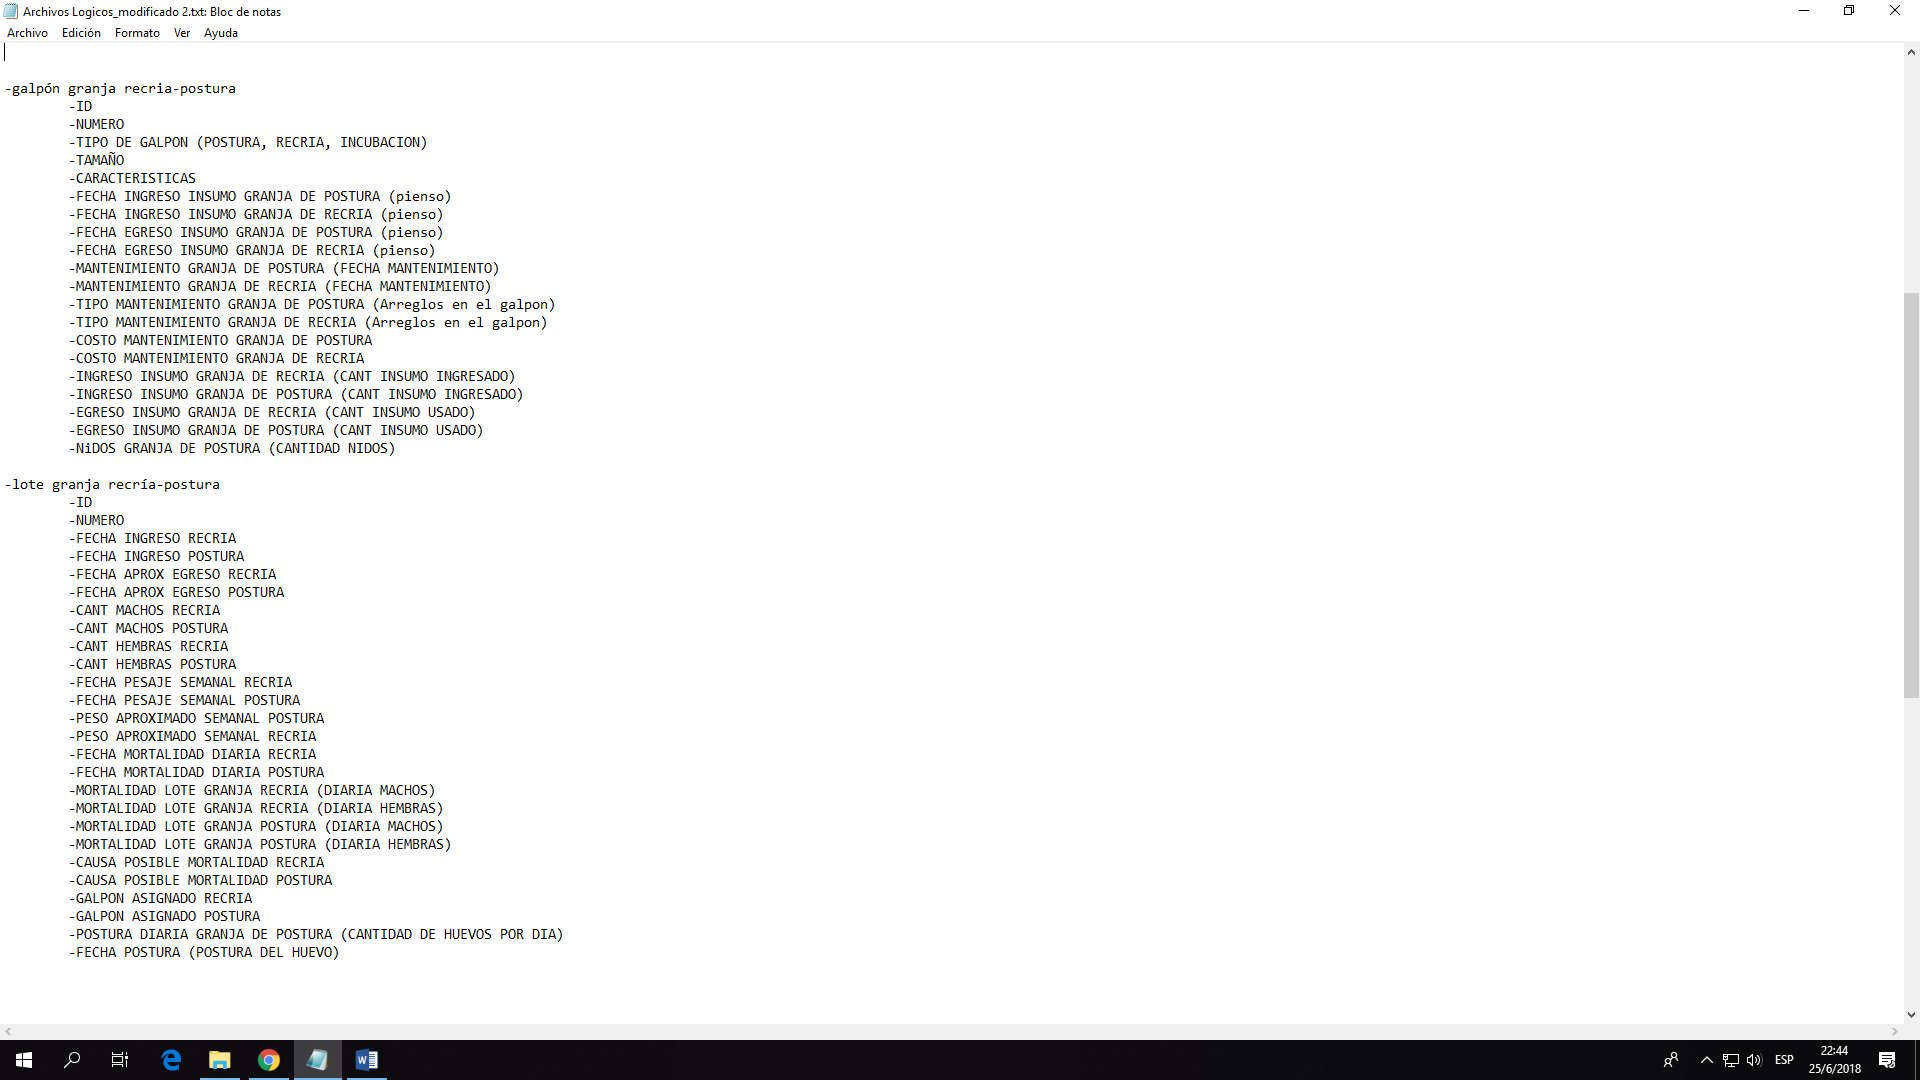 Archivos Logicos_modificado 2.txt: Bloc de notas
Archivo Edición Formato Ver Ayuda
-galpón granja recria-postura
-ID
-NUMERO
-TIPO DE GALPON (POSTURA, RECRIA, INCUBACION)
-TAMAÑO
-CARACTERISTICAS
-FECHA INGRESO INSUMO GRANJA DE POSTURA (pienso)
-FECHA INGRESO INSUMO GRANJA DE RECRIA (pienso)
-FECHA EGRESO INSUMO GRANJA DE POSTURA (pienso)
-FECHA EGRESO INSUMO GRANJA DE RECRIA (pienso)
-MANTENIMIENTO GRANJA DE POSTURA (FECHA MANTENIMIENTO)
-MANTENIMIENTO GRANJA DE RECRIA (FECHA MANTENIMIENTO)
-TIPO MANTENIMIENTO GRANJA DE POSTURA (Arreglos en el galpon)
-TIPO MANTENIMIENTO GRANJA DE RECRIA (Arreglos en el galpon)
-COSTO MANTENIMIENTO GRANJA DE POSTURA
-COSTO MANTENIMIENTO GRANJA DE RECRIA
-INGRESO INSUMO GRANJA DE RECRIA (CANT INSUMO INGRESADO)
-INGRESO INSUMO GRANJA DE POSTURA (CANT INSUMO INGRESADO)
-EGRESO INSUMO GRANJA DE RECRIA (CANT INSUMO USADO)
-EGRESO INSUMO GRANJA DE POSTURA (CANT INSUMO USADO)
-NiDOS GRANJA DE POSTURA (CANTIDAD NIDOS)
-lote granja recría-postura
-ID
-NUMERO
-FECHA INGRESO RECRIA
-FECHA INGRESO POSTURA
-FECHA APROX EGRESO RECRIA
-FECHA APROX EGRESO POSTURA
-CANT MACHOS RECRIA
-CANT MACHOS POSTURA
-CANT HEMBRAS RECRIA
-CANT HEMBRAS POSTURA
-FECHA PESAJE SEMANAL RECRIA
-FECHA PESAJE SEMANAL POSTURA
-PESO APROXIMADO SEMANAL POSTURA
-PESO APROXIMADO SEMANAL RECRIA
-FECHA MORTALIDAD DIARIA RECRIA
-FECHA MORTALIDAD DIARIA POSTURA
-MORTALIDAD LOTE GRANJA RECRIA (DIARIA MACHOS)
-MORTALIDAD LOTE GRANJA RECRIA (DIARIA HEMBRAS)
-MORTALIDAD LOTE GRANJA POSTURA (DIARIA MACHOS)
-MORTALIDAD LOTE GRANJA POSTURA (DIARIA HEMBRAS)
-CAUSA POSIBLE MORTALIDAD RECRIA
-CAUSA POSIBLE MORTALIDAD POSTURA
-GALPON ASIGNADO RECRIA
-GALPON ASIGNADO POSTURA
-POSTURA DIARIA GRANJA DE POSTURA (CANTIDAD DE HUEVOS POR DIA)
-FECHA POSTURA (POSTURA DEL HUEVO)
ESP
22:44
25/6/2018